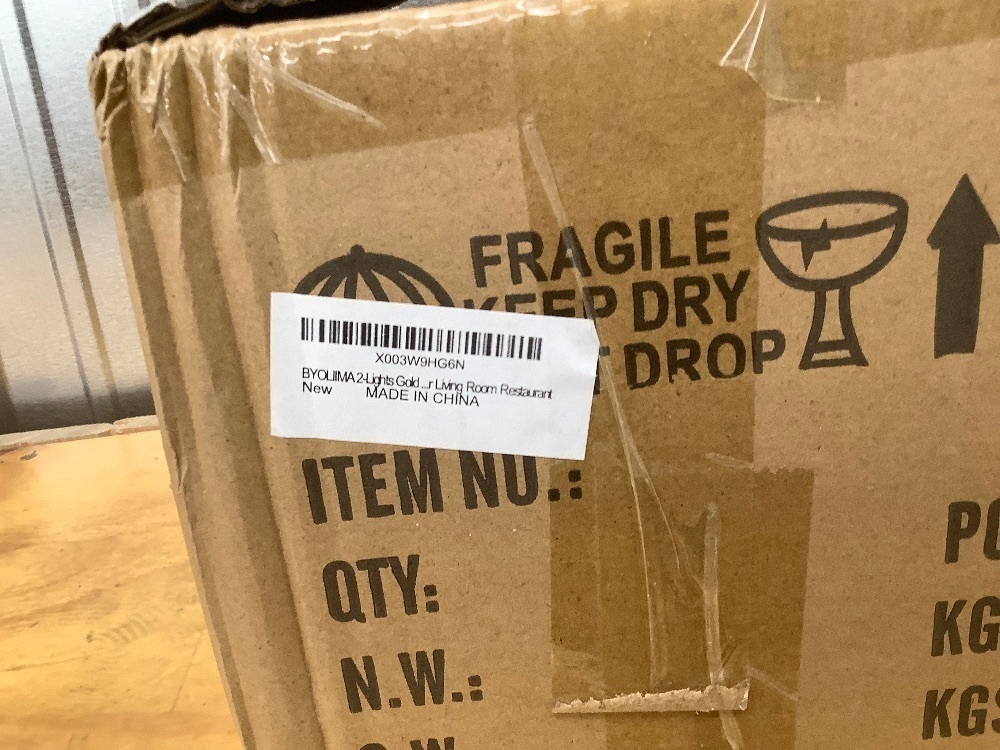 FRAGILE
KEEP DRY
DROP
X003W9HG6N
BYOLIIMA 2-Lights Gold ...r Living Room Restaurant
New MADE IN CHINA
ITEM NO.:
QTY:
N.W.:
G.W.
KGS